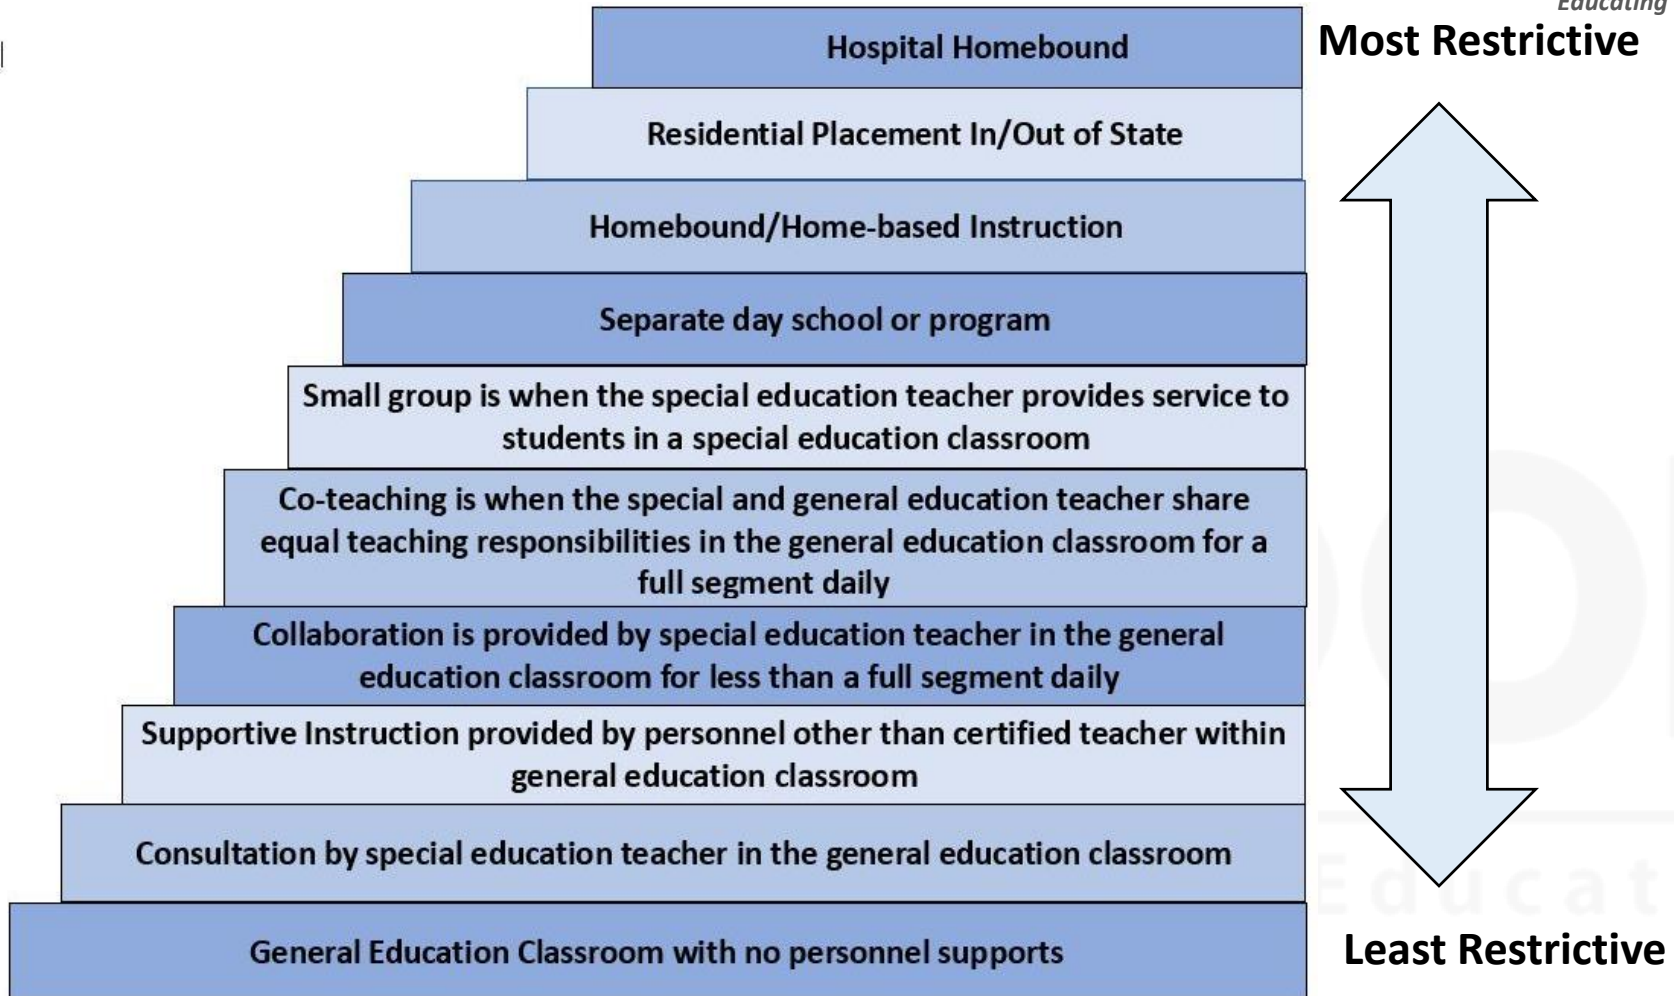 Educating
Hospital Homebound
Most Restrictive
Residential Placement In/Out of State
Homebound/Home-based Instruction
Separate day school or program
Small group is when the special education teacher provides service to
students in a special education classroom
Co-teaching is when the special and general education teacher share
equal teaching responsibilities in the general education classroom for a
full segment daily
Collaboration is provided by special education teacher in the general
education classroom for less than a full segment daily
Supportive Instruction provided by personnel other than certified teacher within
general education classroom
Consultation by special education teacher in the general education classroom
Educat
General Education Classroom with no personnel supports
Least Restrictive